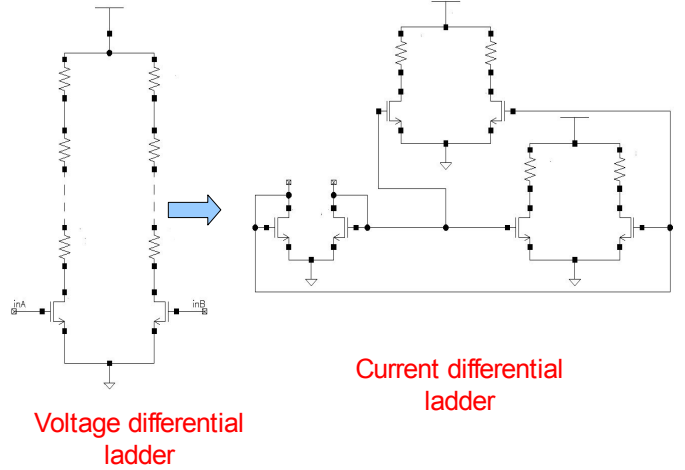 inA
inB
Voltage differential
ladder
Current differential
ladder